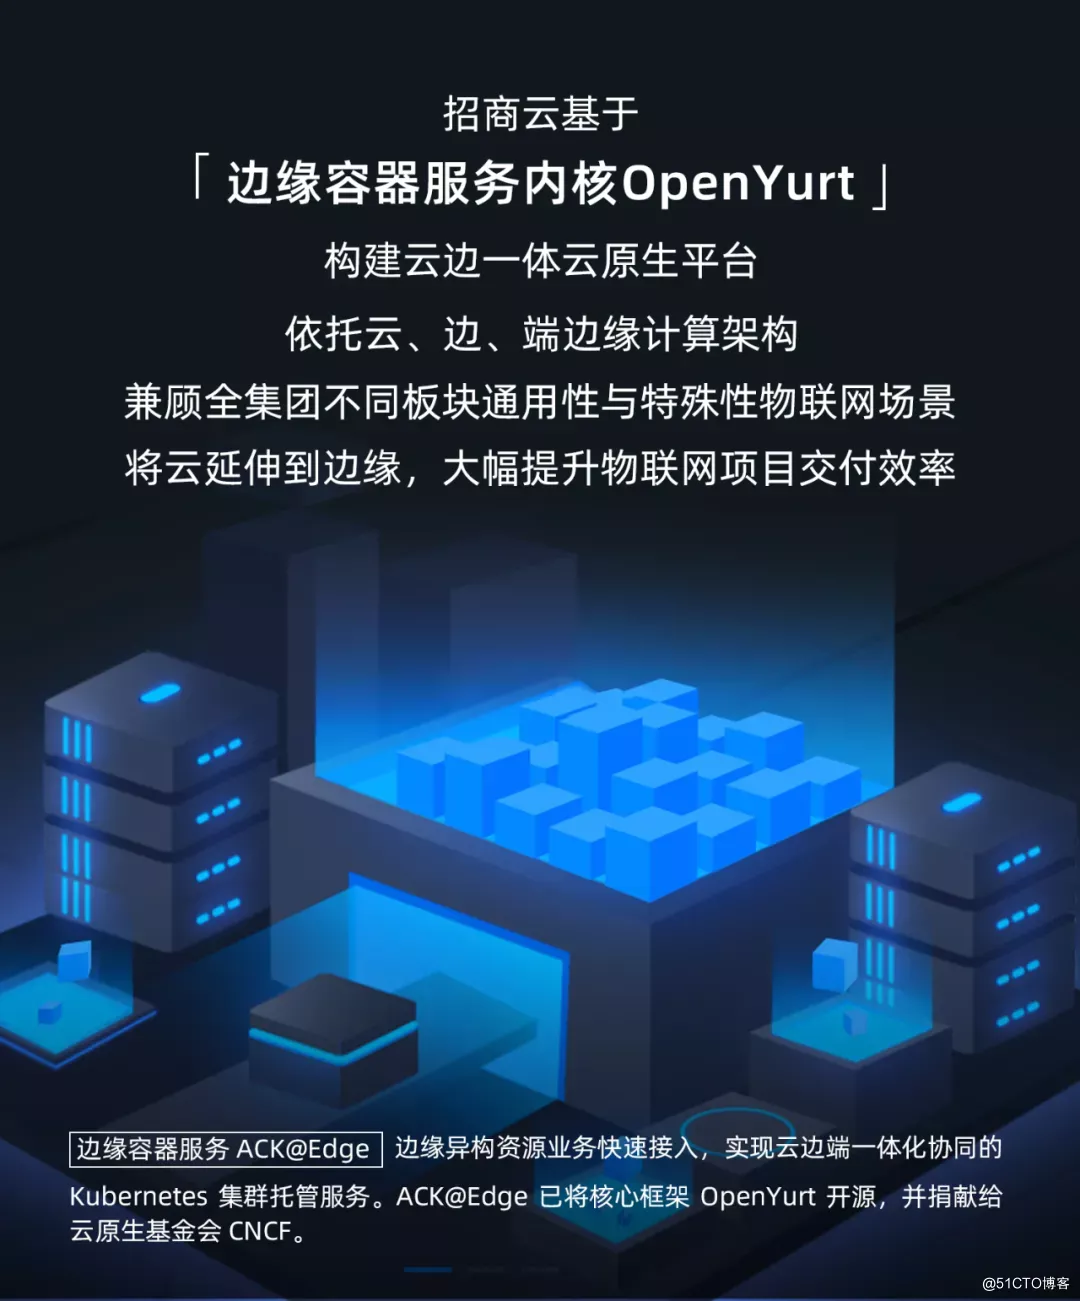 招商云基于
「边缘容器服务内核OpenYurt」
构建云边一体云原生平台
依托云、边、端边缘计算架构
兼顾全集团不同板块通用性与特殊性物联网场景
将云延伸到边缘，大幅提升物联网项目交付效率
边缘容器服务 ACK@Edge 边缘异构资源业务快速接入，实现云边端一体化协同的
Kubernetes 集群托管服务。ACK@Edge 已将核心框架 OpenYurt 开源，并捐献给
云原生基金会 CNCF。
@51CTO博客